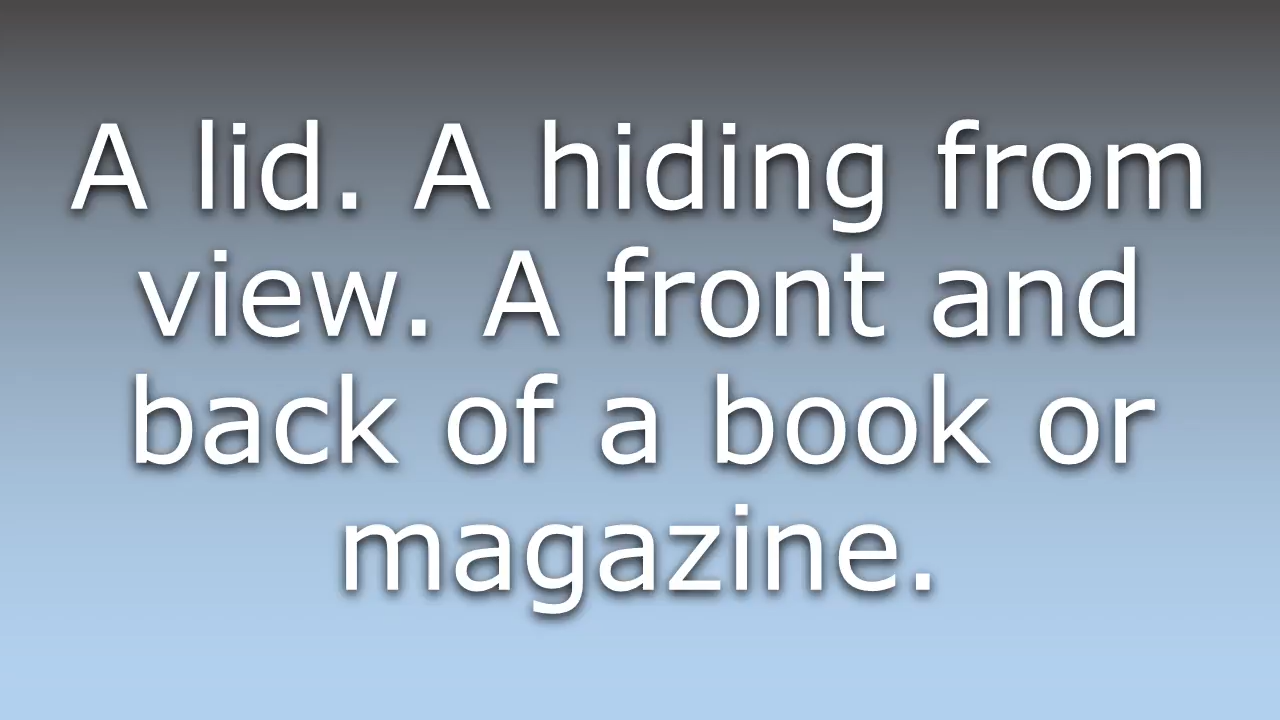 A lid. A hiding from
view. A front and
back of a book or
magazine.